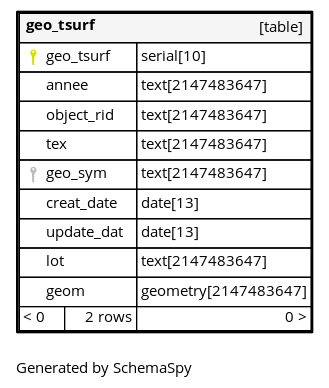 geo_tsurf [table]
geo_tsurf serial[10]
annee text[2147483647]
object_rid text[2147483647]
tex text[2147483647]
geo_sym text[2147483647]
creat_date date[13]
update_dat date[13]
lot text[2147483647]
geom geometry[2147483647]
< 0 2 rows 0 >
Generated by SchemaSpy